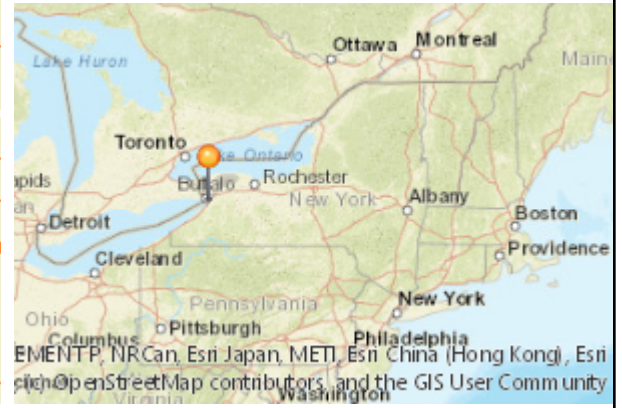 Ottawa Montreal
Lake Huron Maine
Toronto
Lake Ontario
Rochester
Buffalo
New York
Albany
Detroit
Boston
Cleveland
Providence
Pennsylvania
New York
Ohio
Pittsburgh
Columbus
Philadelphia
EMENT P, NRCan, Esri Japan, METI, Esri China (Hong Kong), Esri
OpenStreetMap contributors, and the GIS User Community
Virginia
Washington